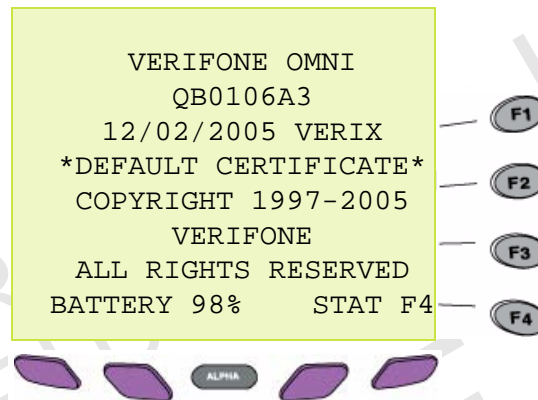 VERIFONE OMNI
QB0106A3
12/02/2005 VERIX
*DEFAULT CERTIFICATE*
COPYRIGHT 1997-2005
VERIFONE
ALL RIGHTS RESERVED
BATTERY 98% STAT F4
F1
F2
F3
F4
ALPHA